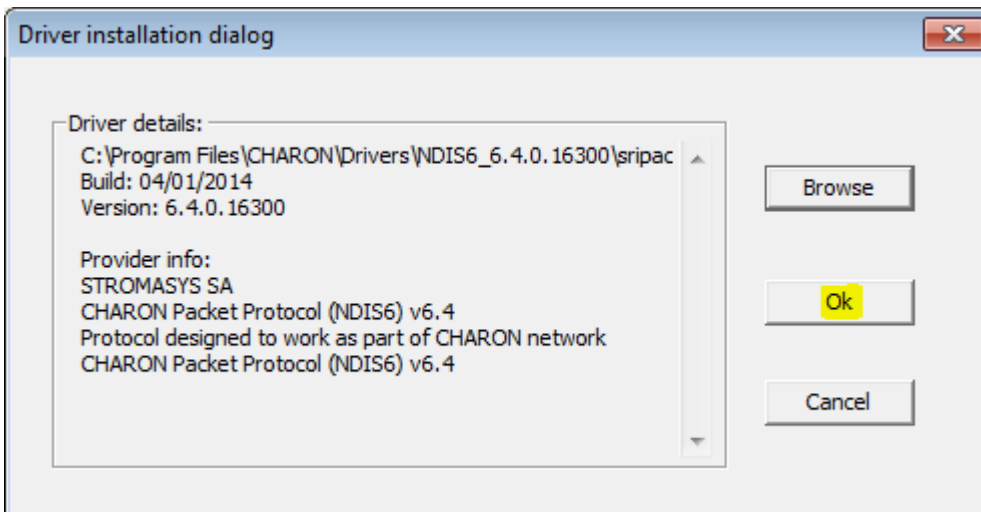 Driver installation dialog
Driver details:
C:\Program Files\CHARON\Drivers\NDIS6_6.4.0.16300\sripac
Build: 04/01/2014
Version: 6.4.0.16300
Provider info:
STROMASYS SA
CHARON Packet Protocol (NDIS6) v6.4
Protocol designed to work as part of CHARON network
CHARON Packet Protocol (NDIS6) v6.4
Browse
Ok
Cancel